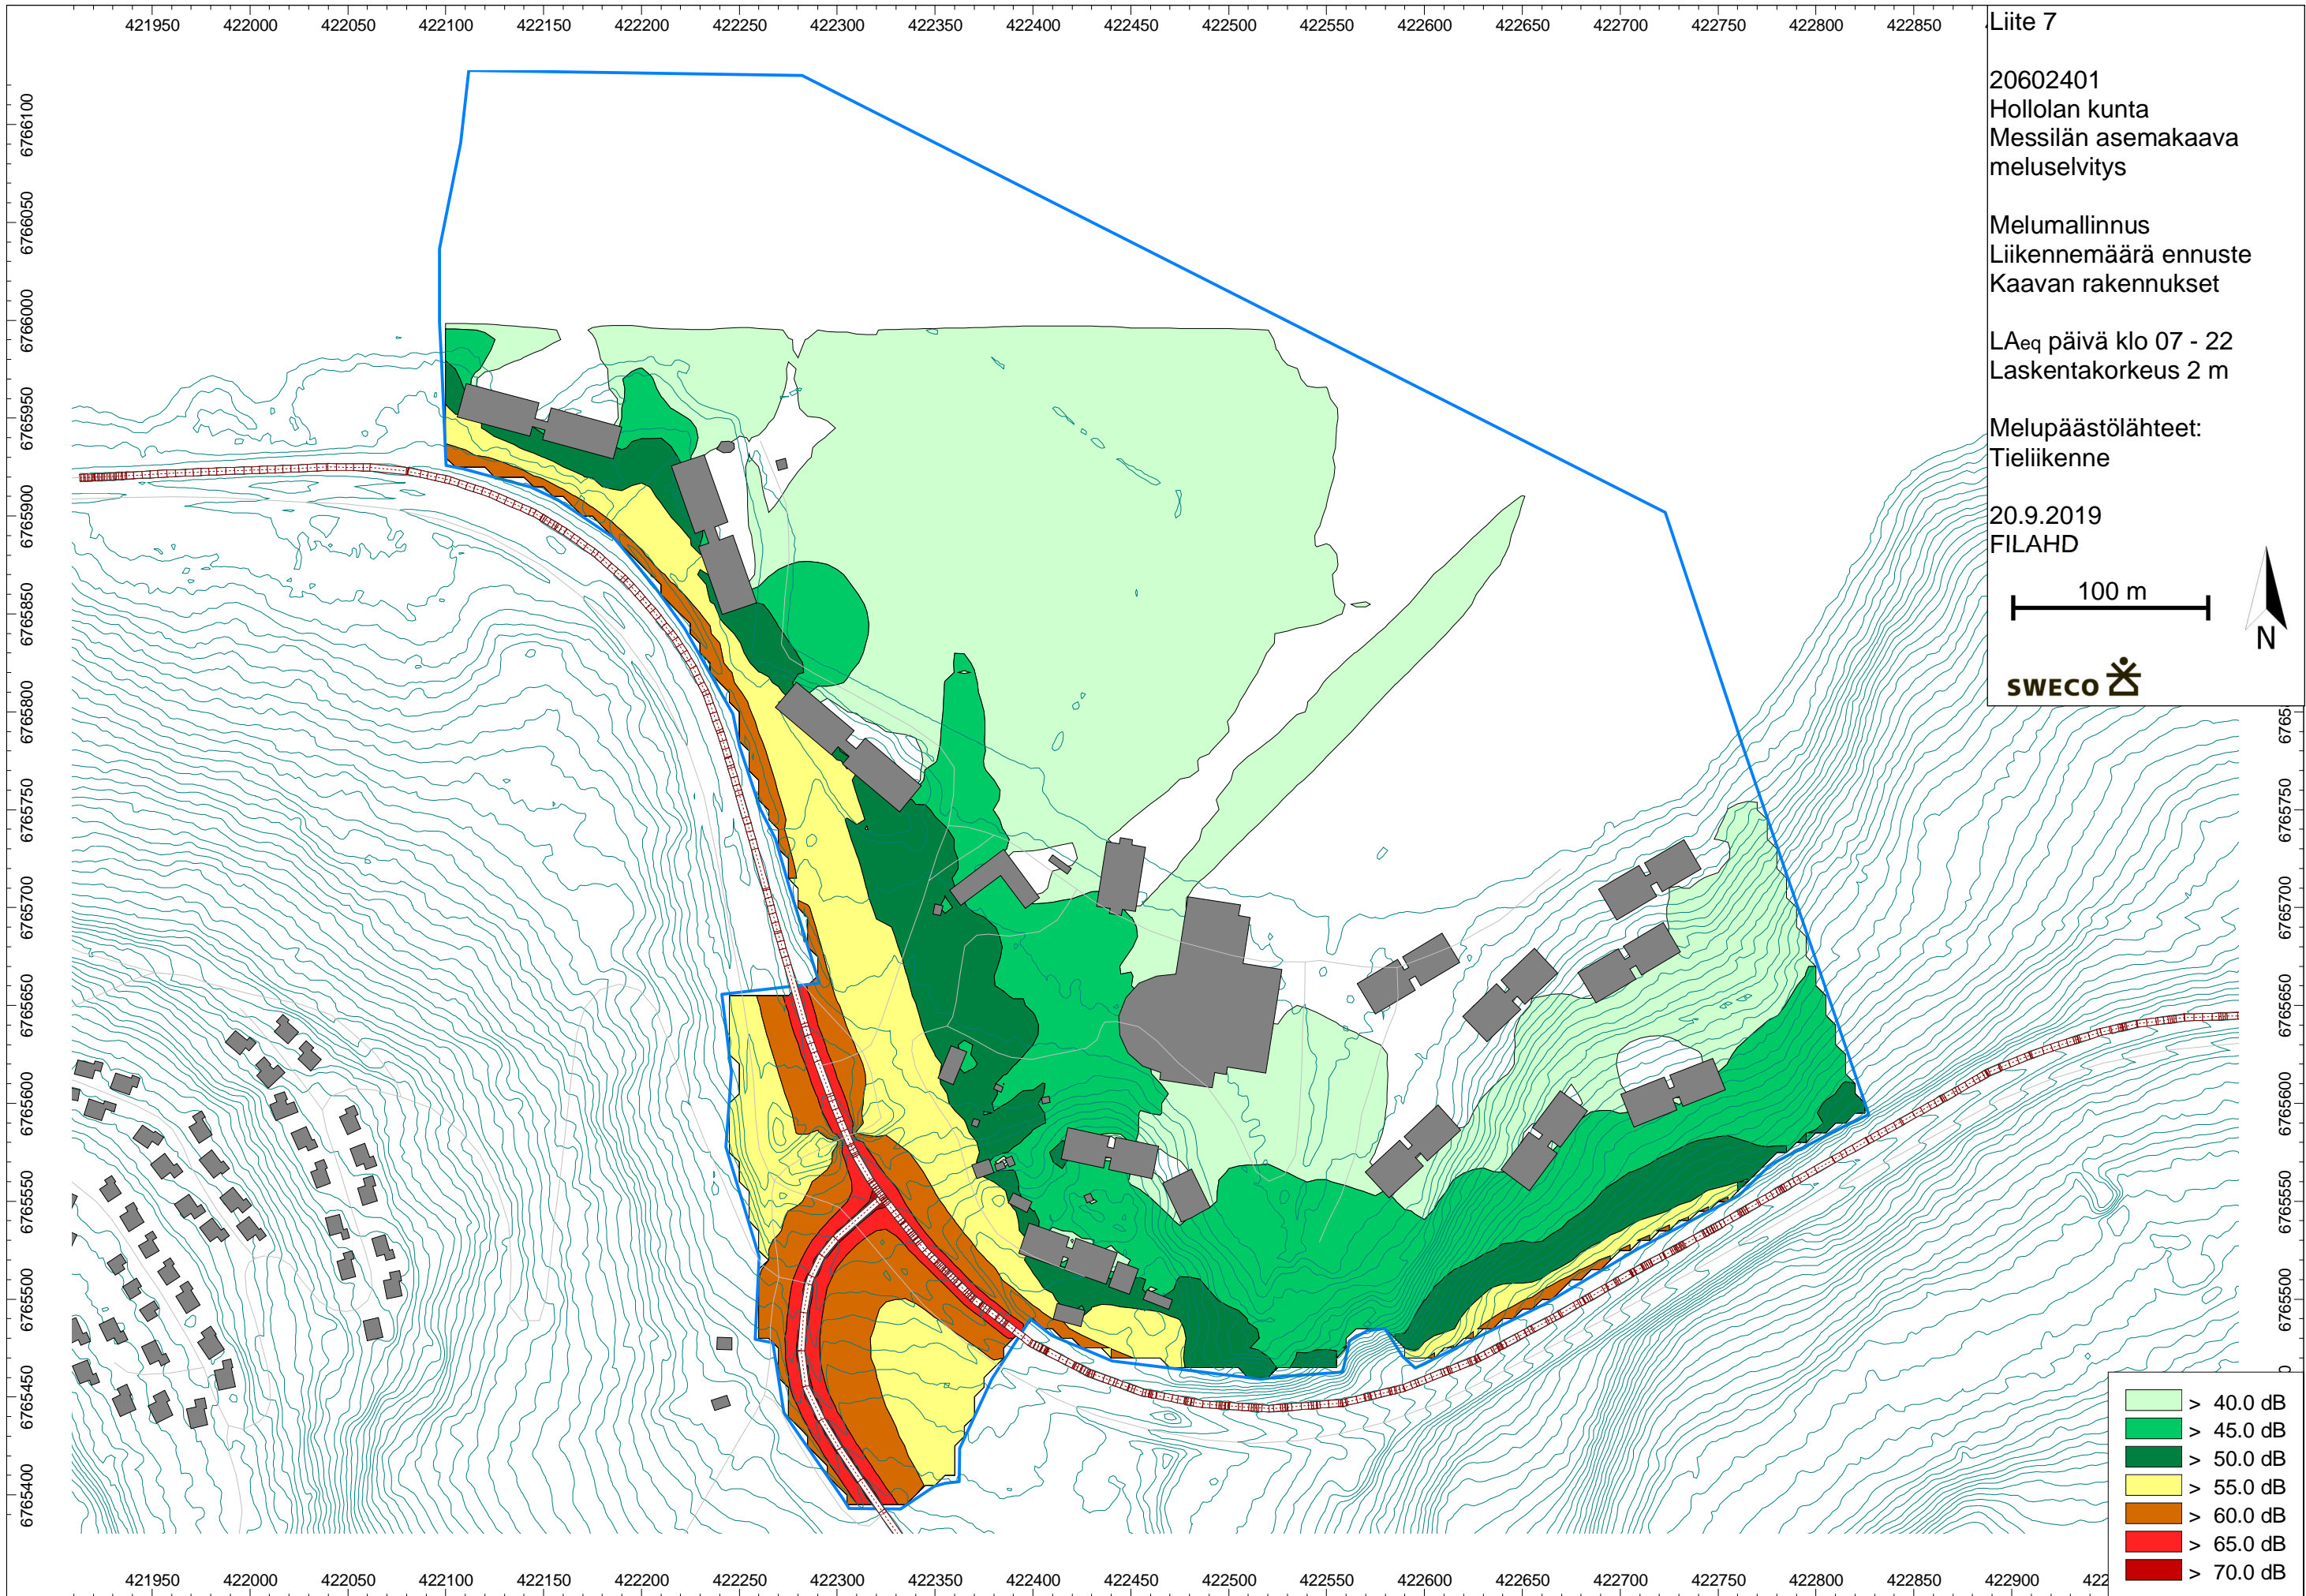 421950 422000 422050 422100 422150 422200 422250 422300 422350 422400 422450 422500 422550 422600 422650 422700 422750 422800 422850
Liite 7
20602401
Hollolan kunta
Messilän asemakaava
meluselvitys
Melumallinnus
Liikennemäärä ennuste
Kaavan rakennukset
LAeq päivä klo 07 - 22
Laskentakorkeus 2 m
Melupäästölähteet:
Tieliikenne
20.9.2019
FILAHD
100 m
N
SWECO
6766100
6766050
6766000
6765950
6765900
6765850
6765800
6765750
6765700
6765650
6765600
6765550
6765500
6765450
6765400
67658
6765750
6765700
6765650
6765600
6765550
6765500
0
> 40.0 dB
> 45.0 dB
> 50.0 dB
> 55.0 dB
> 60.0 dB
> 65.0 dB
> 70.0 dB
421950 422000 422050 422100 422150 422200 422250 422300 422350 422400 422450 422500 422550 422600 422650 422700 422750 422800 422850 422900 422